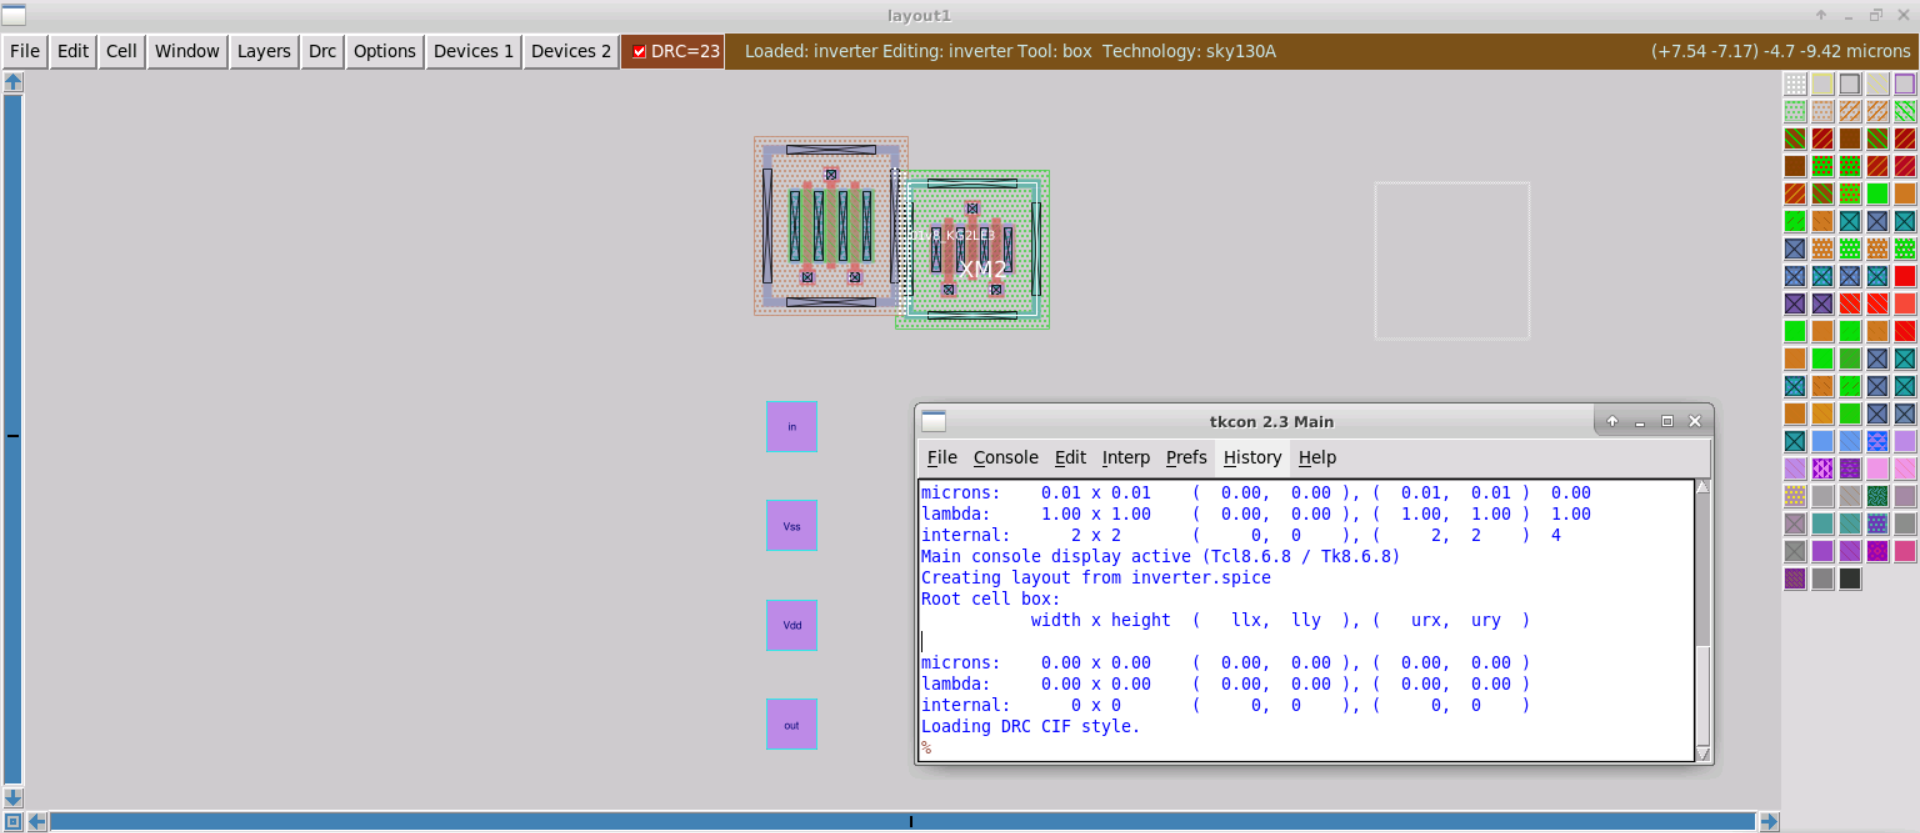 layout1
File Edit Cell Window Layers Drc Options Devices 1 Devices 2 DRC=23 Loaded: inverter Editing: inverter Tool: box Technology: sky130A (+7.54 -7.17) -4.7 -9.42 microns
XM2
in
Vss
Vdd
out
tkcon 2.3 Main
File Console Edit Interp Prefs History Help
microns: 0.01 x 0.01 ( 0.00, 0.00 ), ( 0.01, 0.01 ) 0.00
lambda: 1.00 x 1.00 ( 0.00, 0.00 ), ( 1.00, 1.00 ) 1.00
internal: 2 x 2 ( 0, 0 ), ( 2, 2 ) 4
Main console display active (Tcl8.6.8 / Tk8.6.8)
Creating layout from inverter.spice
Root cell box:
width x height ( llx, lly ), ( urx, ury )
microns: 0.00 x 0.00 ( 0.00, 0.00 ), ( 0.00, 0.00 )
lambda: 0.00 x 0.00 ( 0.00, 0.00 ), ( 0.00, 0.00 )
internal: 0 x 0 ( 0, 0 ), ( 0, 0 )
Loading DRC CIF style.
%